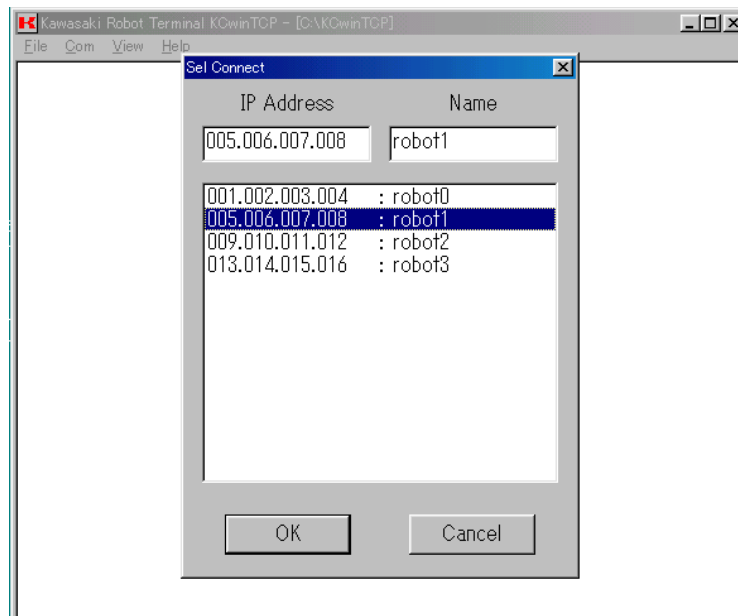 Kawasaki Robot Terminal KCwinTCP - [C:\KCwinTCP]
File Com View Help
Sel Connect
IP Address Name
005.006.007.008 robot1
001.002.003.004 : robot0
005.006.007.008 : robot1
009.010.011.012 : robot2
013.014.015.016 : robot3
OK Cancel